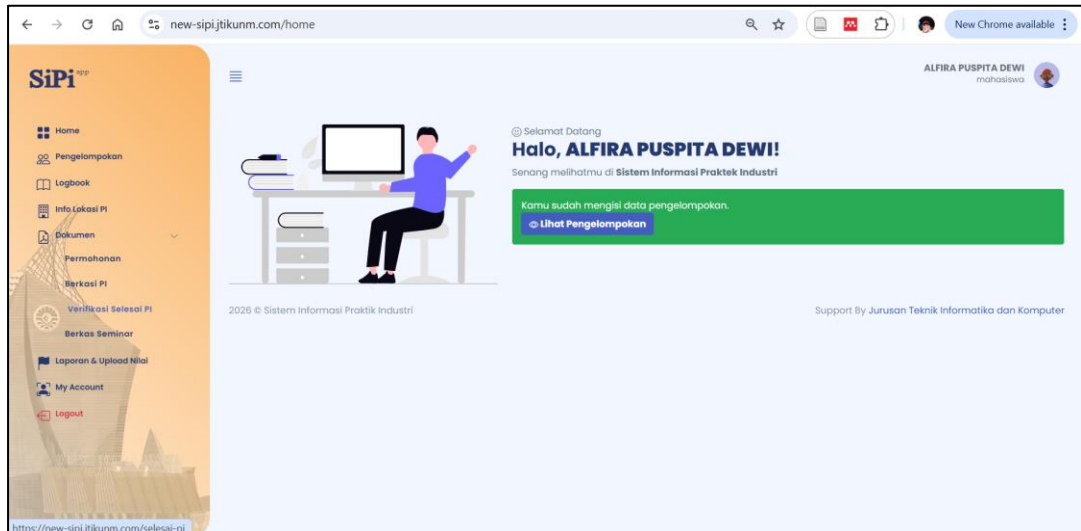 new-sipi.jtikunm.com/home
New Chrome available
SiPi app
ALFIRA PUSPITA DEWI
mahasiswa
Home
Pengelompokan
Logbook
Info Lokasi PI
Dokumen
Permohonan
Berkasi PI
Verifikasi Selesai PI
Berkas Seminar
Laporan & Upload Nilai
My Account
Logout
Selamat Datang
Halo, ALFIRA PUSPITA DEWI!
Senang melihatmu di Sistem Informasi Praktek Industri
Kamu sudah mengisi data pengelompokan.
Lihat Pengelompokan
2026 © Sistem Informasi Praktik Industri
Support By Jurusan Teknik Informatika dan Komputer
https://new-sipi.jtikunm.com/selesai-pi